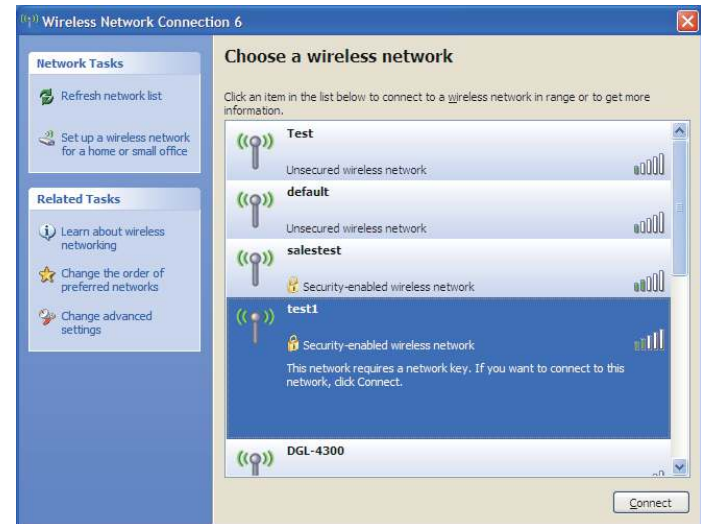 Wireless Network Connection 6
Network Tasks
Refresh network list
Set up a wireless network
for a home or small office
Related Tasks
Learn about wireless
networking
Change the order of
preferred networks
Change advanced
settings
Choose a wireless network
Click an item in the list below to connect to a wireless network in range or to get more
information.
Test
Unsecured wireless network
default
Unsecured wireless network
salestest
Security-enabled wireless network
test1
Security-enabled wireless network
This network requires a network key. If you want to connect to this
network, click Connect.
DGL-4300
Connect